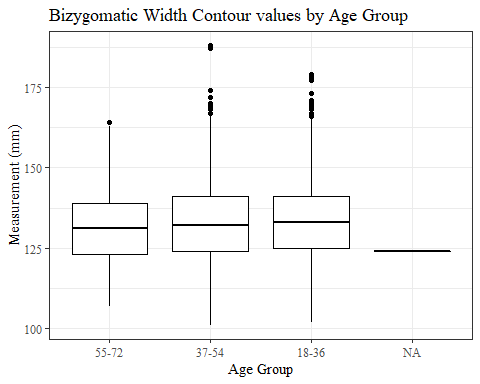 Bizygomatic Width Contour values by Age Group
Measurement (mm)
175
150
125
100
55-72 37-54 18-36 NA
Age Group